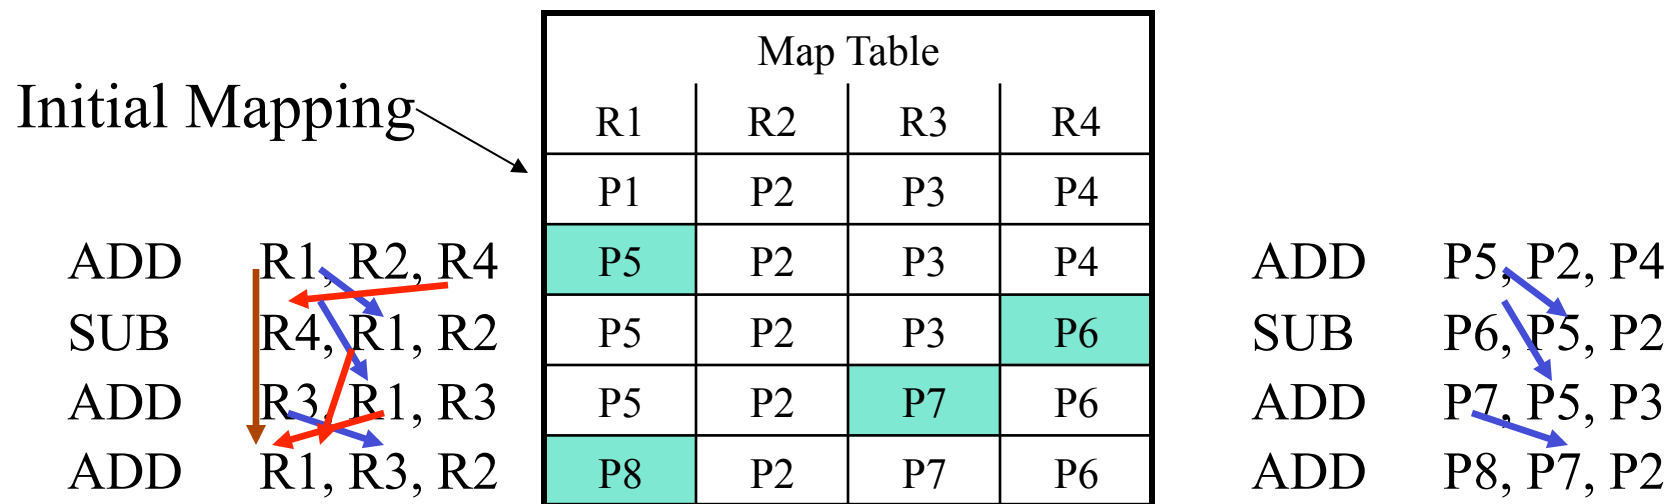 Map Table
Initial Mapping
R1 R2 R3 R4
P1 P2 P3 P4
ADD R1, R2, R4 P5 P2 P3 P4 ADD P5, P2, P4
SUB R4, R1, R2 P5 P2 P3 P6 SUB P6, P5, P2
ADD R3, R1, R3 P5 P2 P7 P6 ADD P7, P5, P3
ADD R1, R3, R2 P8 P2 P7 P6 ADD P8, P7, P2